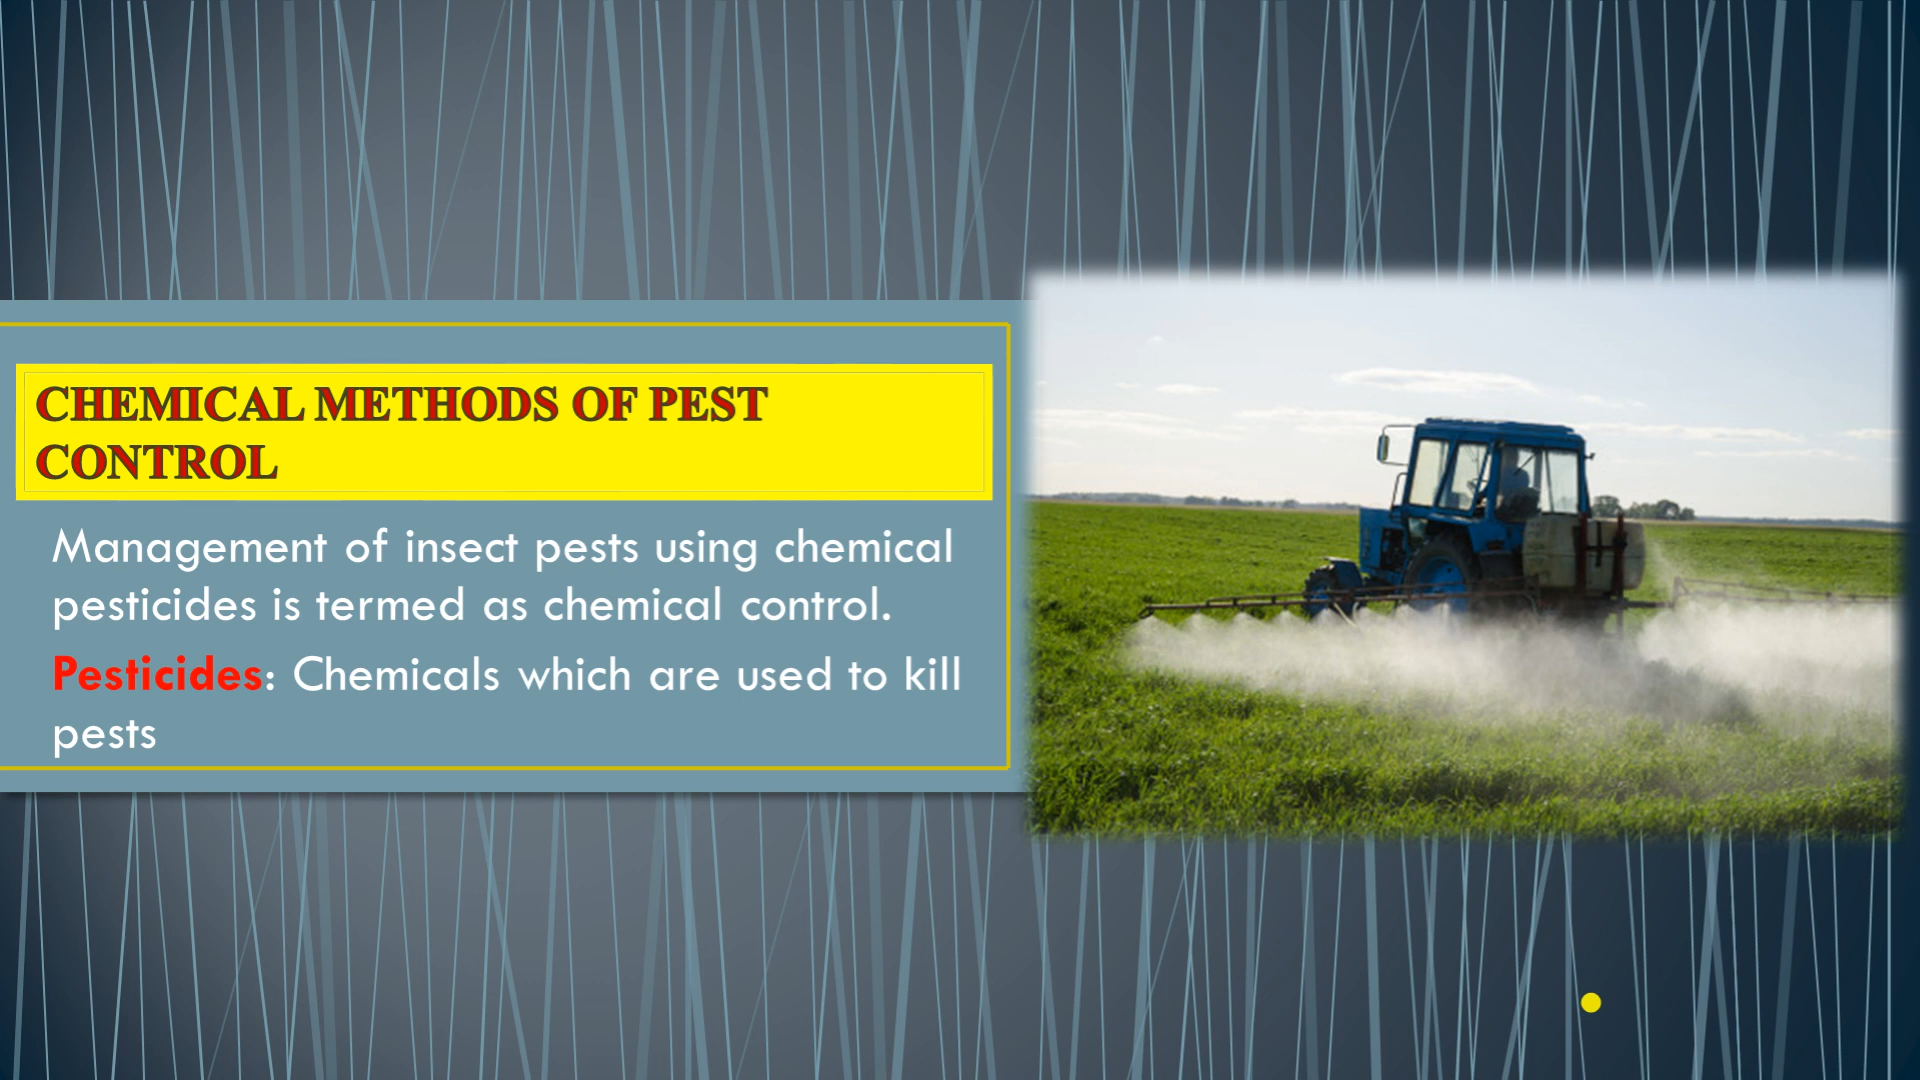 CHEMICAL METHODS OF PEST
CONTROL
Management of insect pests using chemical
pesticides is termed as chemical control.
Pesticides: Chemicals which are used to kill
pests